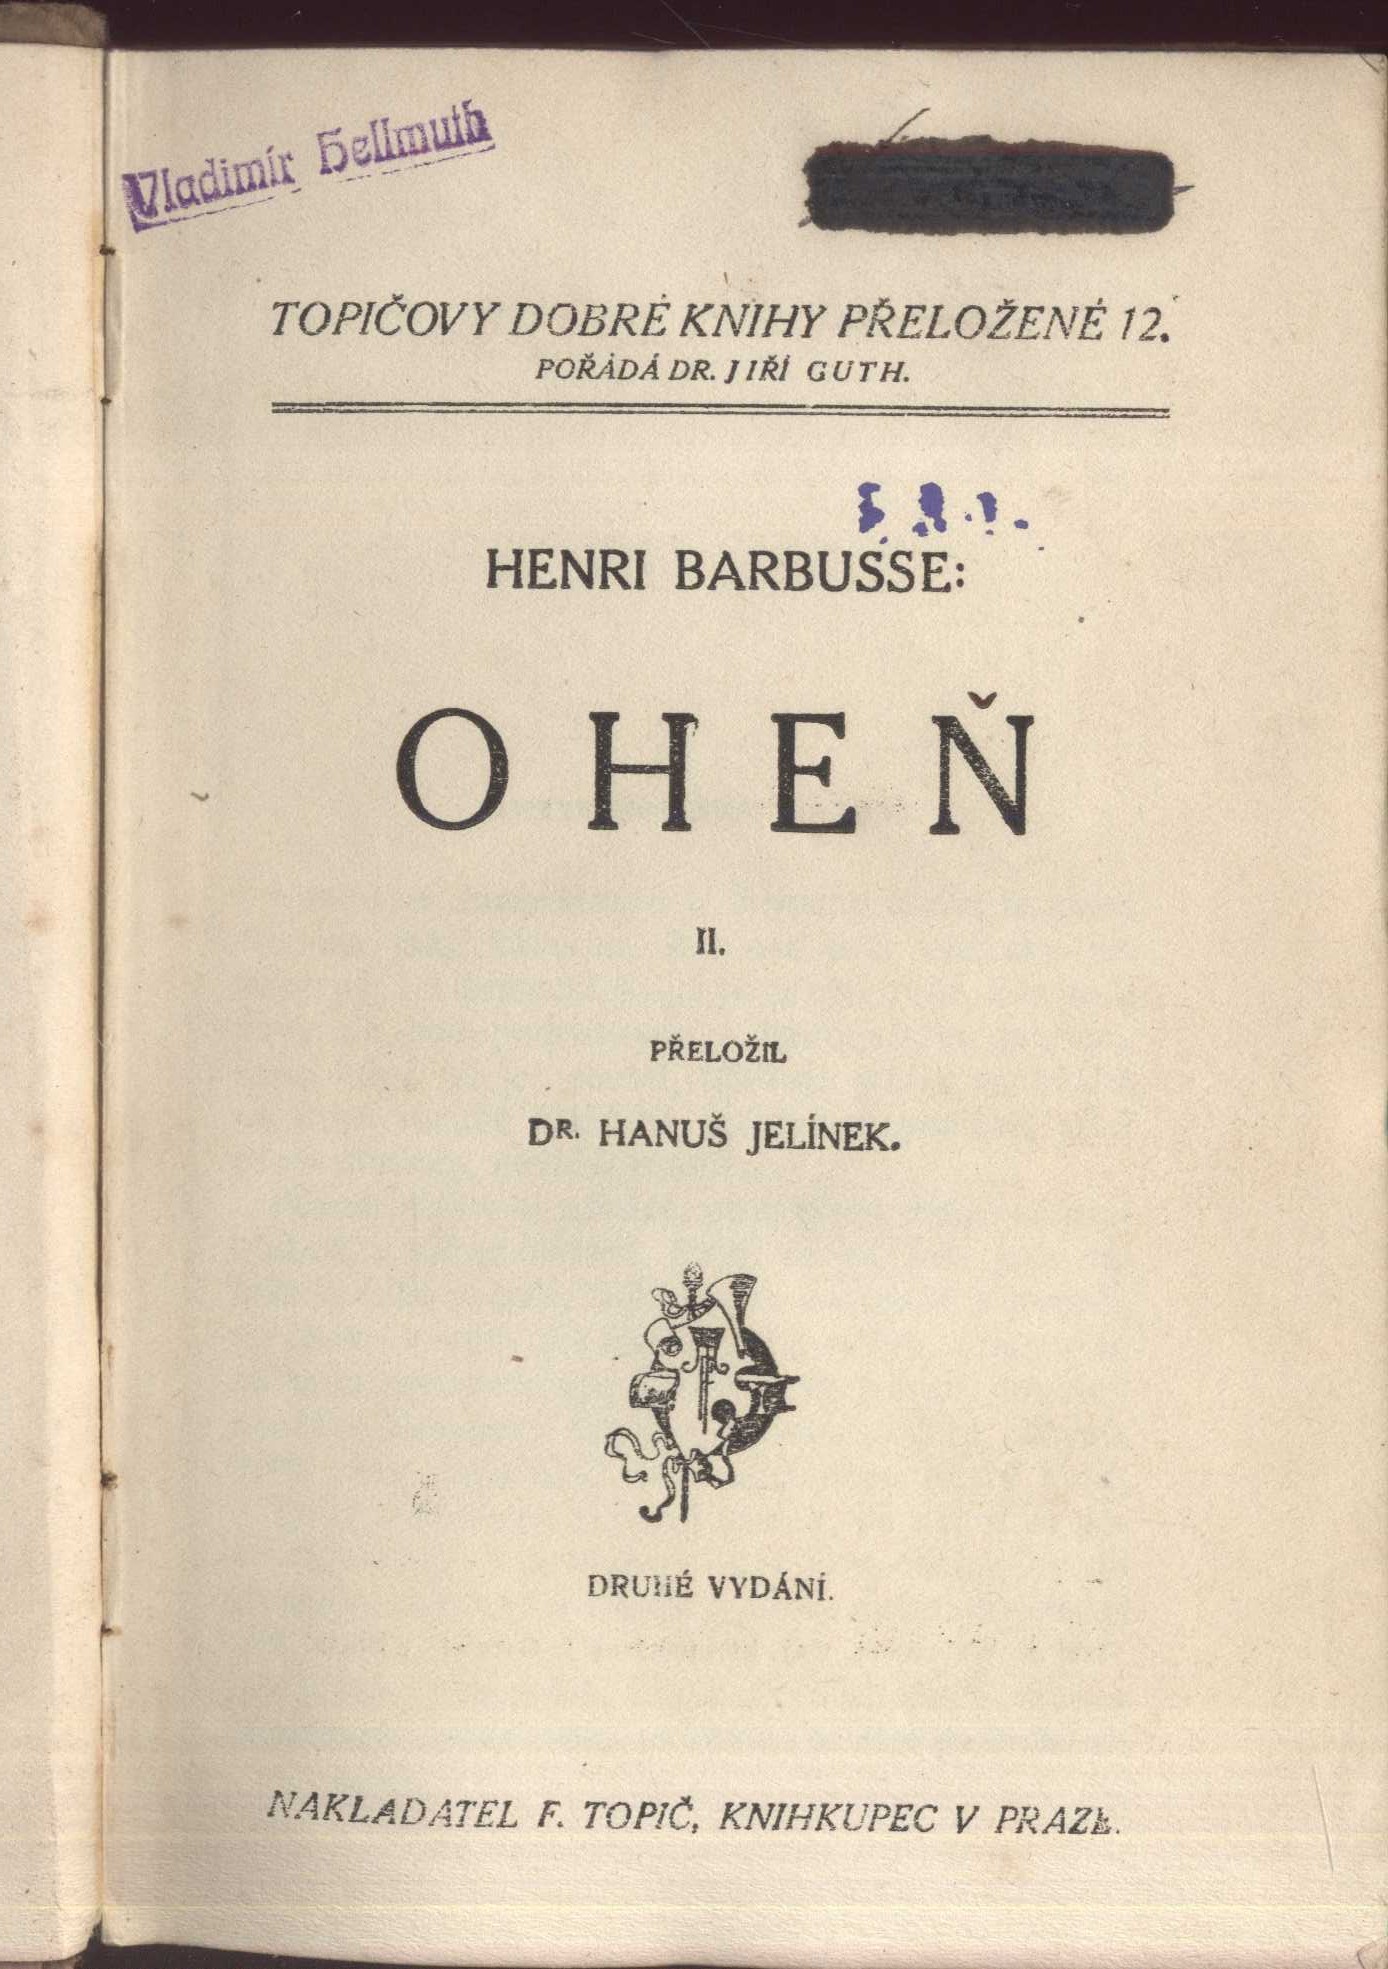 Vladimír Hellmuth
TOPIČOVY DOBRÉ KNIHY PŘELOŽENÉ 12.
POŘÁDÁ DR. JIŘÍ GUTH.
HENRI BARBUSSE:
OHEŇ
II.
PŘELOŽIL
DR. HANUŠ JELÍNEK.
DRUHÉ VYDÁNÍ.
NAKLADATEL F. TOPIČ, KNIHKUPEC V PRAZE.